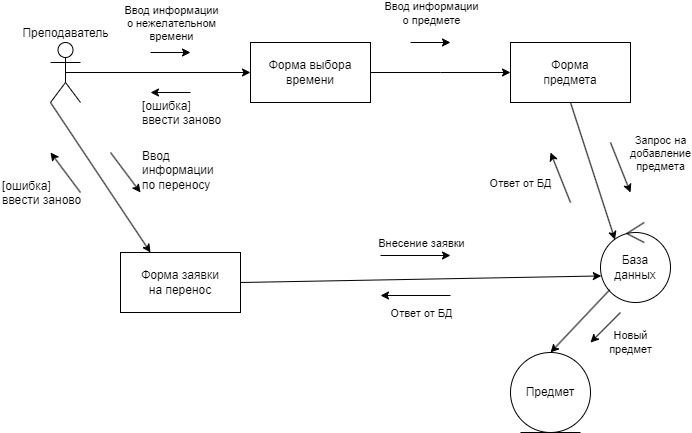 Преподаватель
Ввод информации
о нежелательном
времени
Ввод информации
о предмете
Форма выбора
времени
Форма
предмета
[ошибка]
ввести заново
Запрос на
добавление
предмета
Ввод
информации
по переносу
[ошибка]
ввести заново
Ответ от БД
Внесение заявки
База
данных
Форма заявки
на перенос
Ответ от БД
Новый
предмет
Предмет